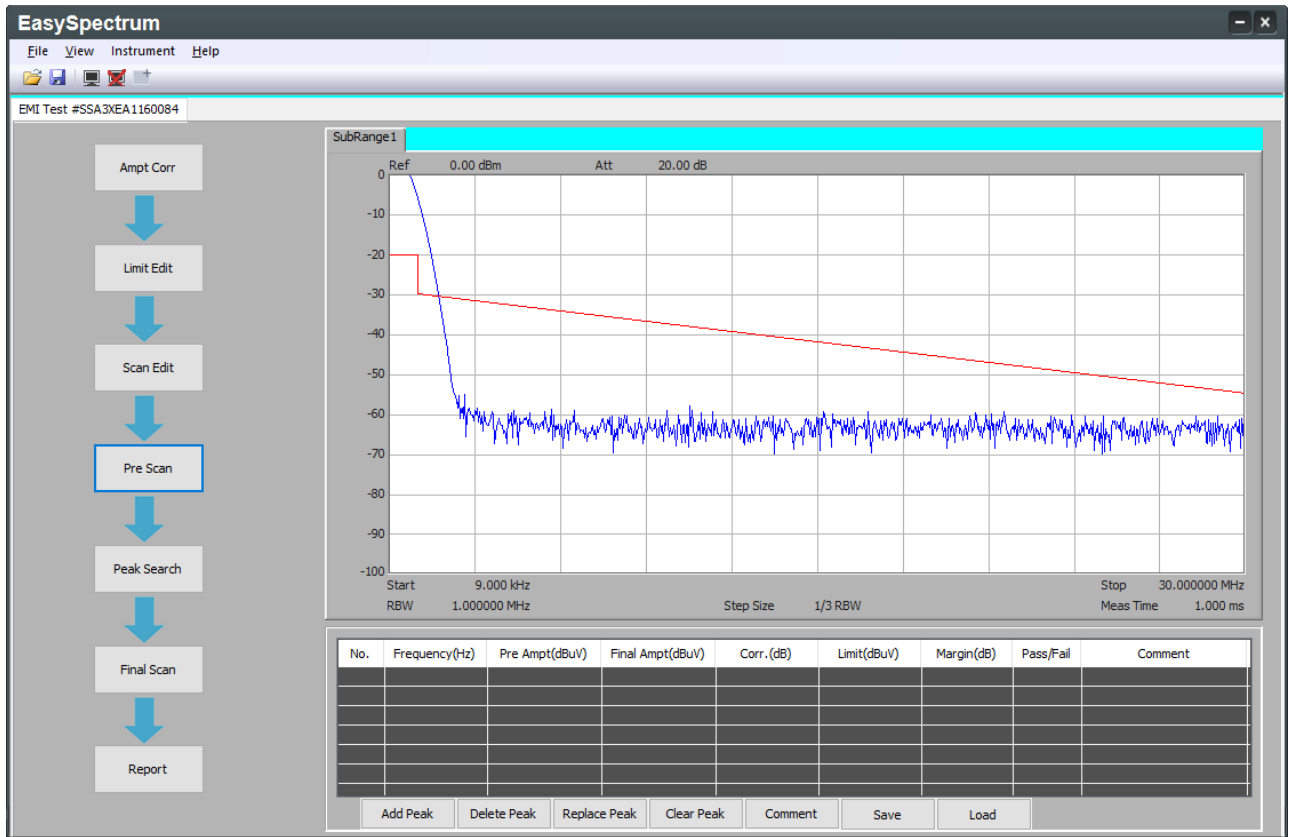 EasySpectrum
File View Instrument Help
EMI Test #SSA3XEA1160084
Ampt Corr
Limit Edit
Scan Edit
Pre Scan
Peak Search
Final Scan
Report
SubRange1
Ref 0.00 dBm Att 20.00 dB
0
-10
-20
-30
-40
-50
-60
-70
-80
-90
-100
Start 9.000 kHz Stop 30.000000 MHz
RBW 1.000000 MHz Step Size 1/3 RBW Meas Time 1.000 ms
No. Frequency(Hz) Pre Ampt(dBuV) Final Ampt(dBuV) Corr.(dB) Limit(dBuV) Margin(dB) Pass/Fail Comment
Add Peak Delete Peak Replace Peak Clear Peak Comment Save Load